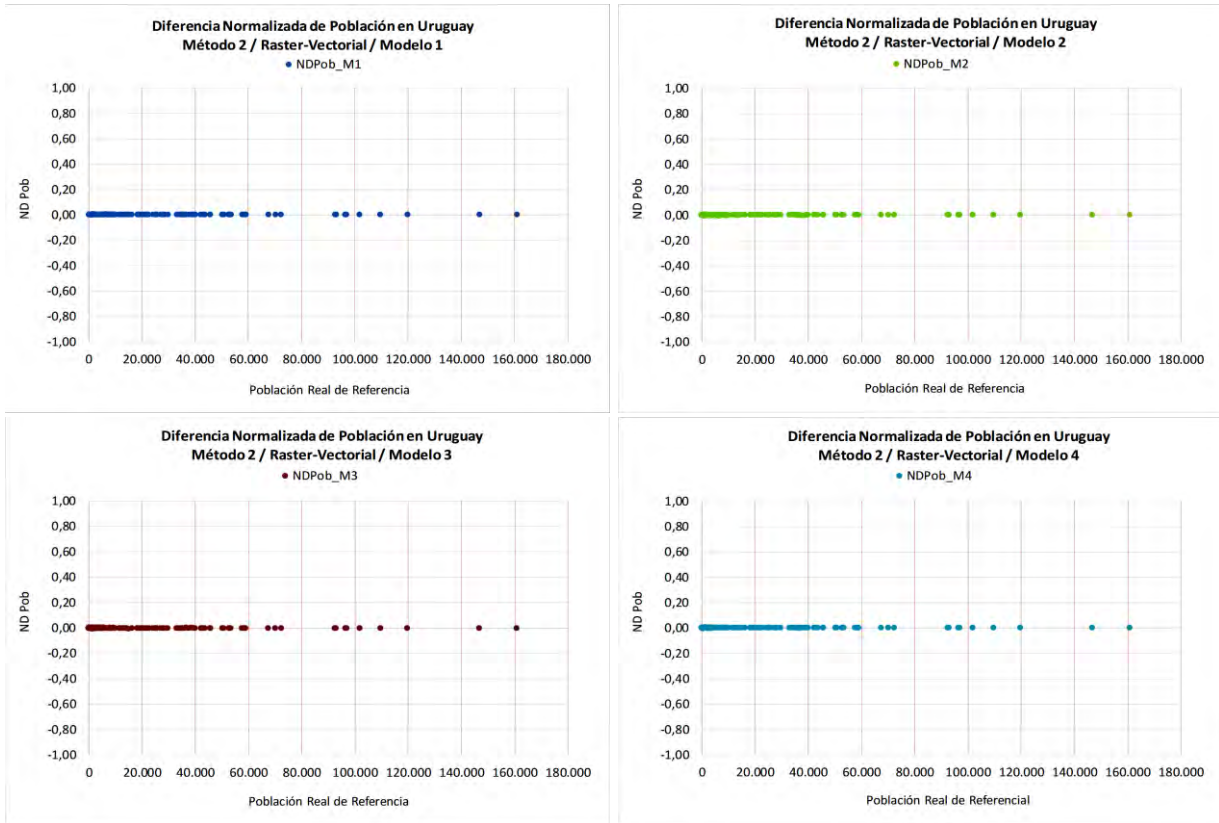 Diferencia Normalizada de Población en Uruguay
Método 2 / Raster-Vectorial / Modelo 1
NDPob_M1
ND Pob
1,00
0,80
0,60
0,40
0,20
0,00
-0,20
-0,40
-0,60
-0,80
-1,00
0 20.000 40.000 60.000 80.000 100.000 120.000 140.000 160.000 180.000
Población Real de Referencia
Diferencia Normalizada de Población en Uruguay
Método 2 / Raster-Vectorial / Modelo 2
NDPob_M2
ND Pob
1,00
0,80
0,60
0,40
0,20
0,00
-0,20
-0,40
-0,60
-0,80
-1,00
0 20.000 40.000 60.000 80.000 100.000 120.000 140.000 160.000 180.000
Población Real de Referencia
Diferencia Normalizada de Población en Uruguay
Método 2 / Raster-Vectorial / Modelo 3
NDPob_M3
ND Pob
1,00
0,80
0,60
0,40
0,20
0,00
-0,20
-0,40
-0,60
-0,80
-1,00
0 20.000 40.000 60.000 80.000 100.000 120.000 140.000 160.000 180.000
Población Real de Referencia
Diferencia Normalizada de Población en Uruguay
Método 2 / Raster-Vectorial / Modelo 4
NDPob_M4
ND Pob
1,00
0,80
0,60
0,40
0,20
0,00
-0,20
-0,40
-0,60
-0,80
-1,00
0 20.000 40.000 60.000 80.000 100.000 120.000 140.000 160.000 180.000
Población Real de Referencial